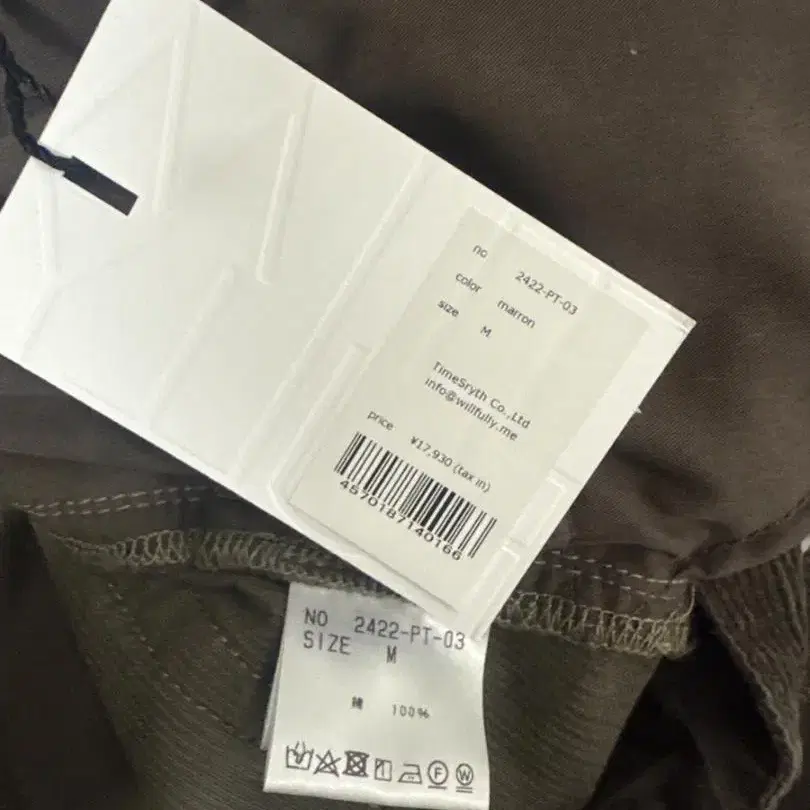 no 2422-PT-03
color marron
size M
TimeSryth Co.,Ltd
info@willfully.me
price ¥17,930 (tax in)
4570187140166
NO 2422-PT-03
SIZE M
綿 100%
F W